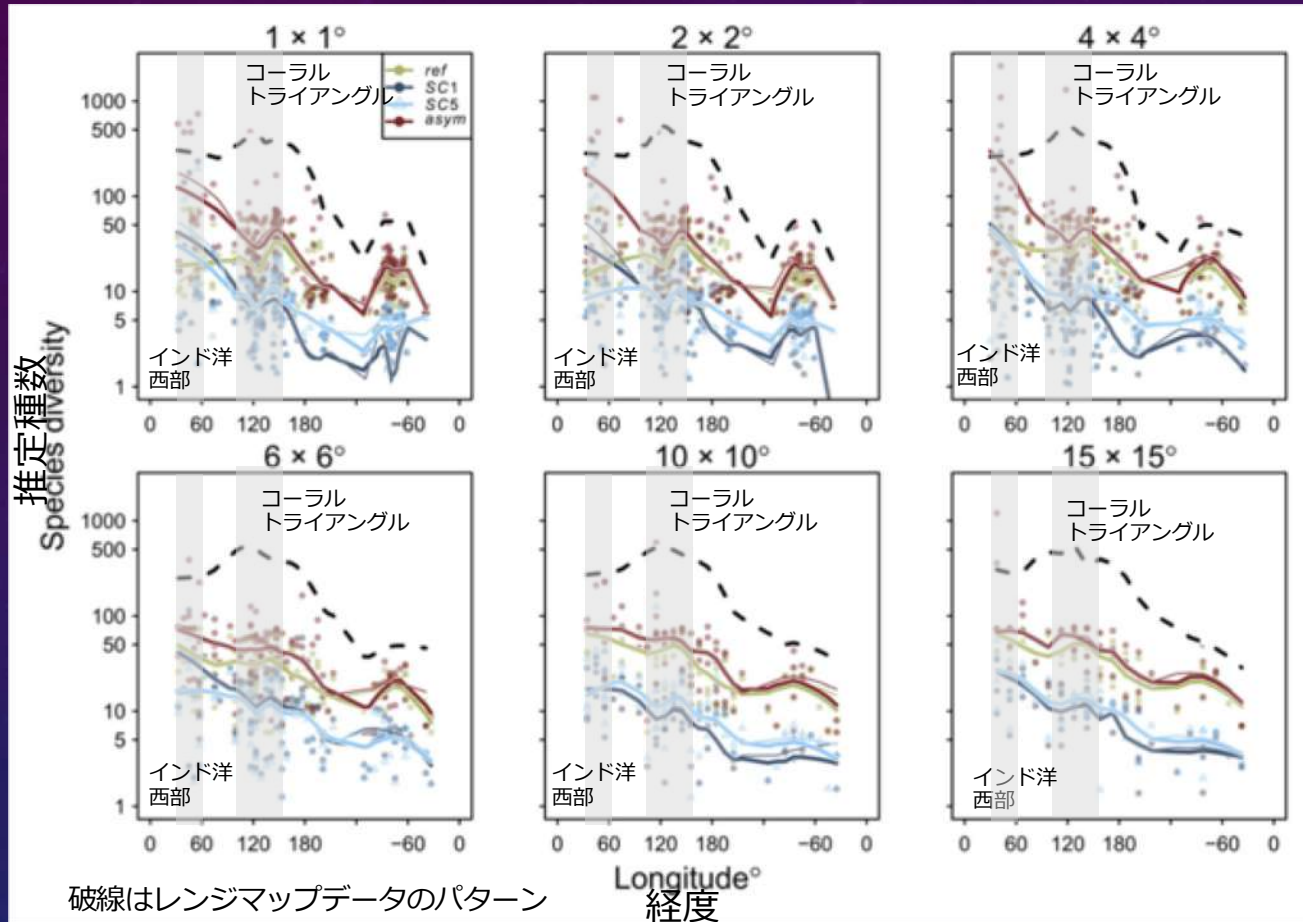 1 × 1°
コーラル
トライアングル
ref
SC1
SC5
asym
1000
500
100
50
10
5
1
インド洋
西部
0 60 120 180 −60 0
2 × 2°
コーラル
トライアングル
インド洋
西部
0 60 120 180 −60 0
4 × 4°
コーラル
トライアングル
インド洋
西部
0 60 120 180 −60 0
推定種数
Species diversity
6 × 6°
コーラル
トライアングル
1000
500
100
50
10
5
1
インド洋
西部
0 60 120 180 −60 0
10 × 10°
コーラル
トライアングル
インド洋
西部
0 60 120 180 −60 0
15 × 15°
コーラル
トライアングル
インド洋
西部
0 60 120 180 −60 0
Longitude°
経度
破線はレンジマップデータのパターン